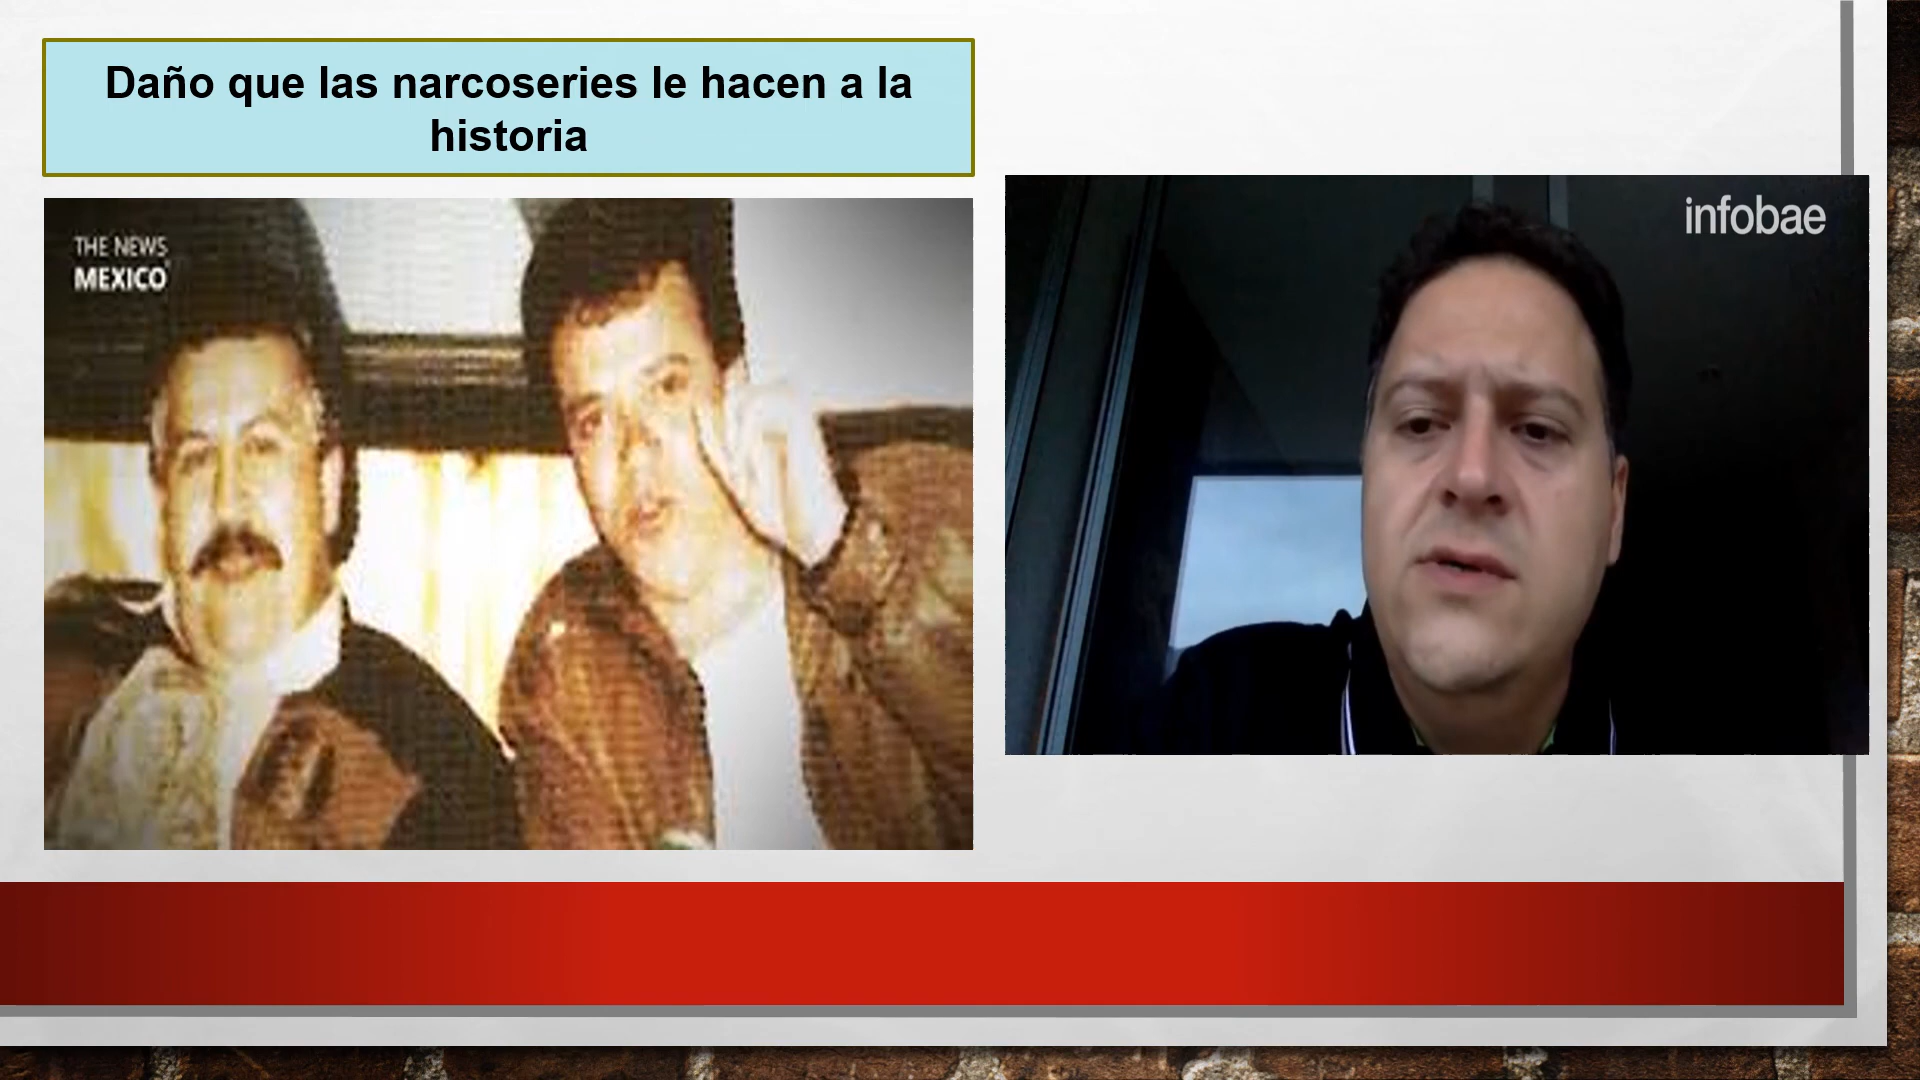 Daño que las narcoseries le hacen a la
historia
THE NEWS
MEXICO
infobae